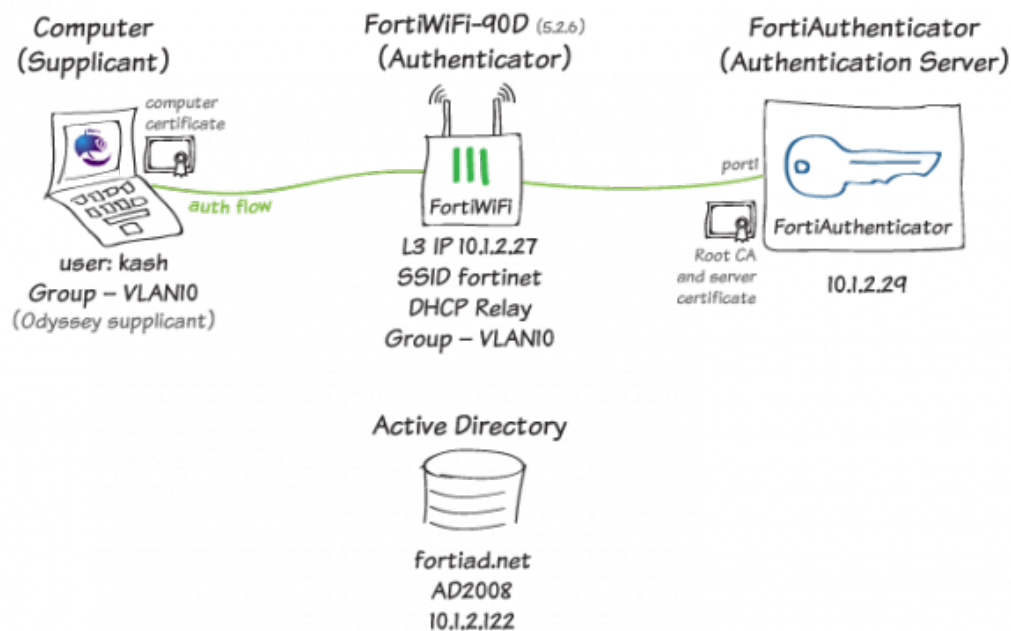 Computer
(Supplicant)
computer
certificate
auth flow
user: kash
Group – VLAN10
(Odyssey supplicant)
FortiWiFi-90D (5.2.6)
(Authenticator)
FortiWiFi
L3 IP 10.1.2.27
SSID fortinet
DHCP Relay
Group – VLAN10
FortiAuthenticator
(Authentication Server)
port1
FortiAuthenticator
Root CA
and server
certificate
10.1.2.29
Active Directory
fortiad.net
AD2008
10.1.2.122